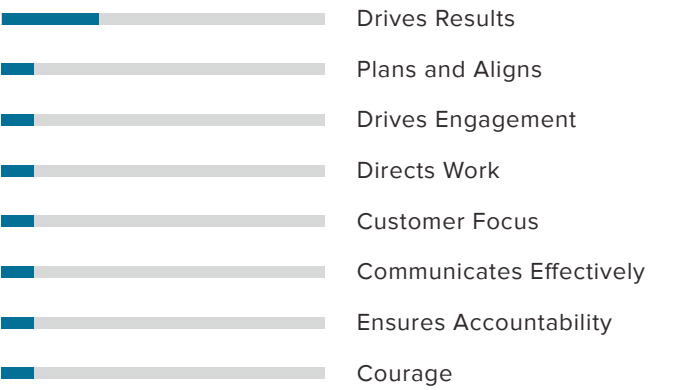 Drives Results
Plans and Aligns
Drives Engagement
Directs Work
Customer Focus
Communicates Effectively
Ensures Accountability
Courage